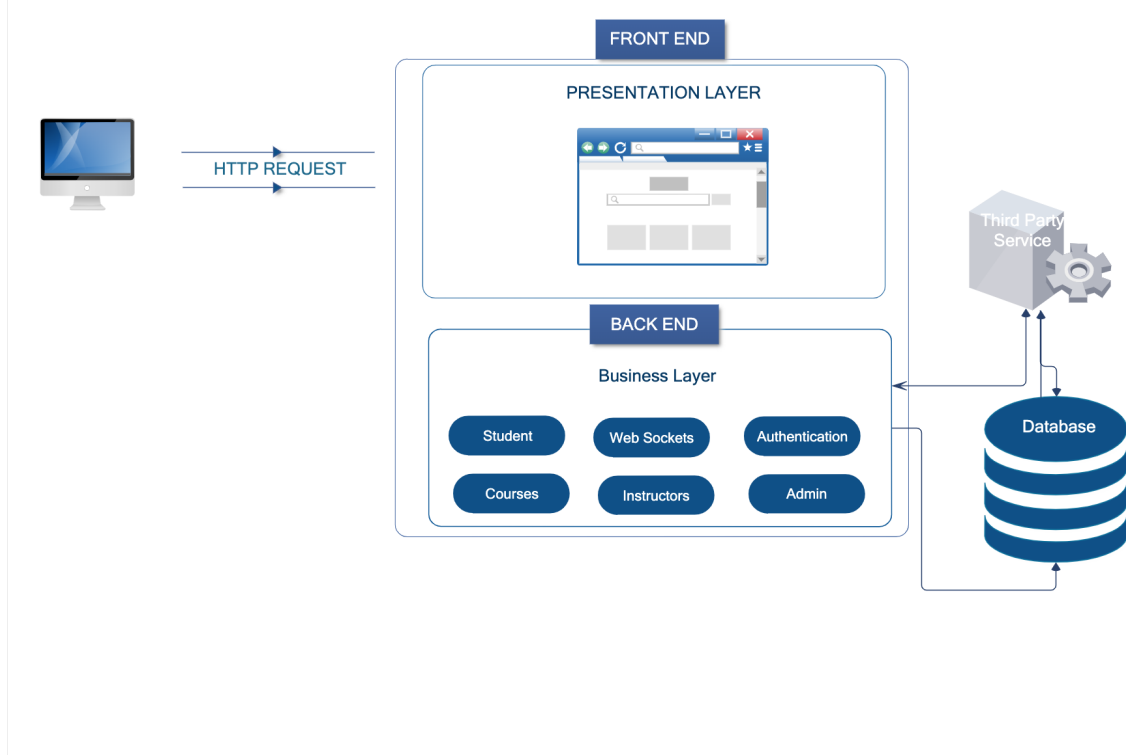 FRONT END
PRESENTATION LAYER
HTTP REQUEST
Third Party
Service
BACK END
Business Layer
Database
Student
Web Sockets
Authentication
Courses
Instructors
Admin